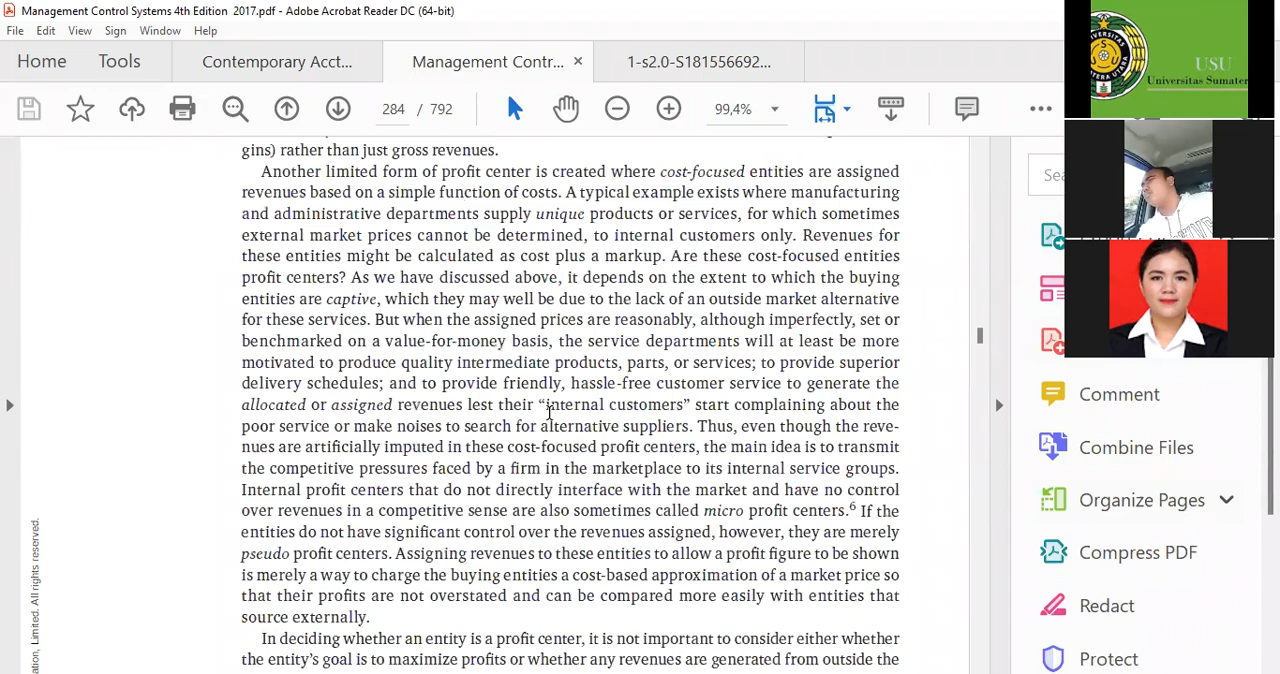 Management Control Systems 4th Edition 2017.pdf - Adobe Acrobat Reader DC (64-bit)
File Edit View Sign Window Help
Home Tools Contemporary Acct... Management Contr... × 1-s2.0-S181556692...
284 / 792 99,4%
gins) rather than just gross revenues.
Another limited form of profit center is created where cost-focused entities are assigned
revenues based on a simple function of costs. A typical example exists where manufacturing
and administrative departments supply unique products or services, for which sometimes
external market prices cannot be determined, to internal customers only. Revenues for
these entities might be calculated as cost plus a markup. Are these cost-focused entities
profit centers? As we have discussed above, it depends on the extent to which the buying
entities are captive, which they may well be due to the lack of an outside market alternative
for these services. But when the assigned prices are reasonably, although imperfectly, set or
benchmarked on a value-for-money basis, the service departments will at least be more
motivated to produce quality intermediate products, parts, or services; to provide superior
delivery schedules; and to provide friendly, hassle-free customer service to generate the
allocated or assigned revenues lest their “internal customers” start complaining about the
poor service or make noises to search for alternative suppliers. Thus, even though the reve-
nues are artificially imputed in these cost-focused profit centers, the main idea is to transmit
the competitive pressures faced by a firm in the marketplace to its internal service groups.
Internal profit centers that do not directly interface with the market and have no control
over revenues in a competitive sense are also sometimes called micro profit centers.6 If the
entities do not have significant control over the revenues assigned, however, they are merely
pseudo profit centers. Assigning revenues to these entities to allow a profit figure to be shown
is merely a way to charge the buying entities a cost-based approximation of a market price so
that their profits are not overstated and can be compared more easily with entities that
source externally.
In deciding whether an entity is a profit center, it is not important to consider either whether
the entity’s goal is to maximize profits or whether any revenues are generated from outside the
ation, Limited. All rights reserved.
USU
Universitas Sumater
Sea
Comment
Combine Files
Organize Pages
Compress PDF
Redact
Protect